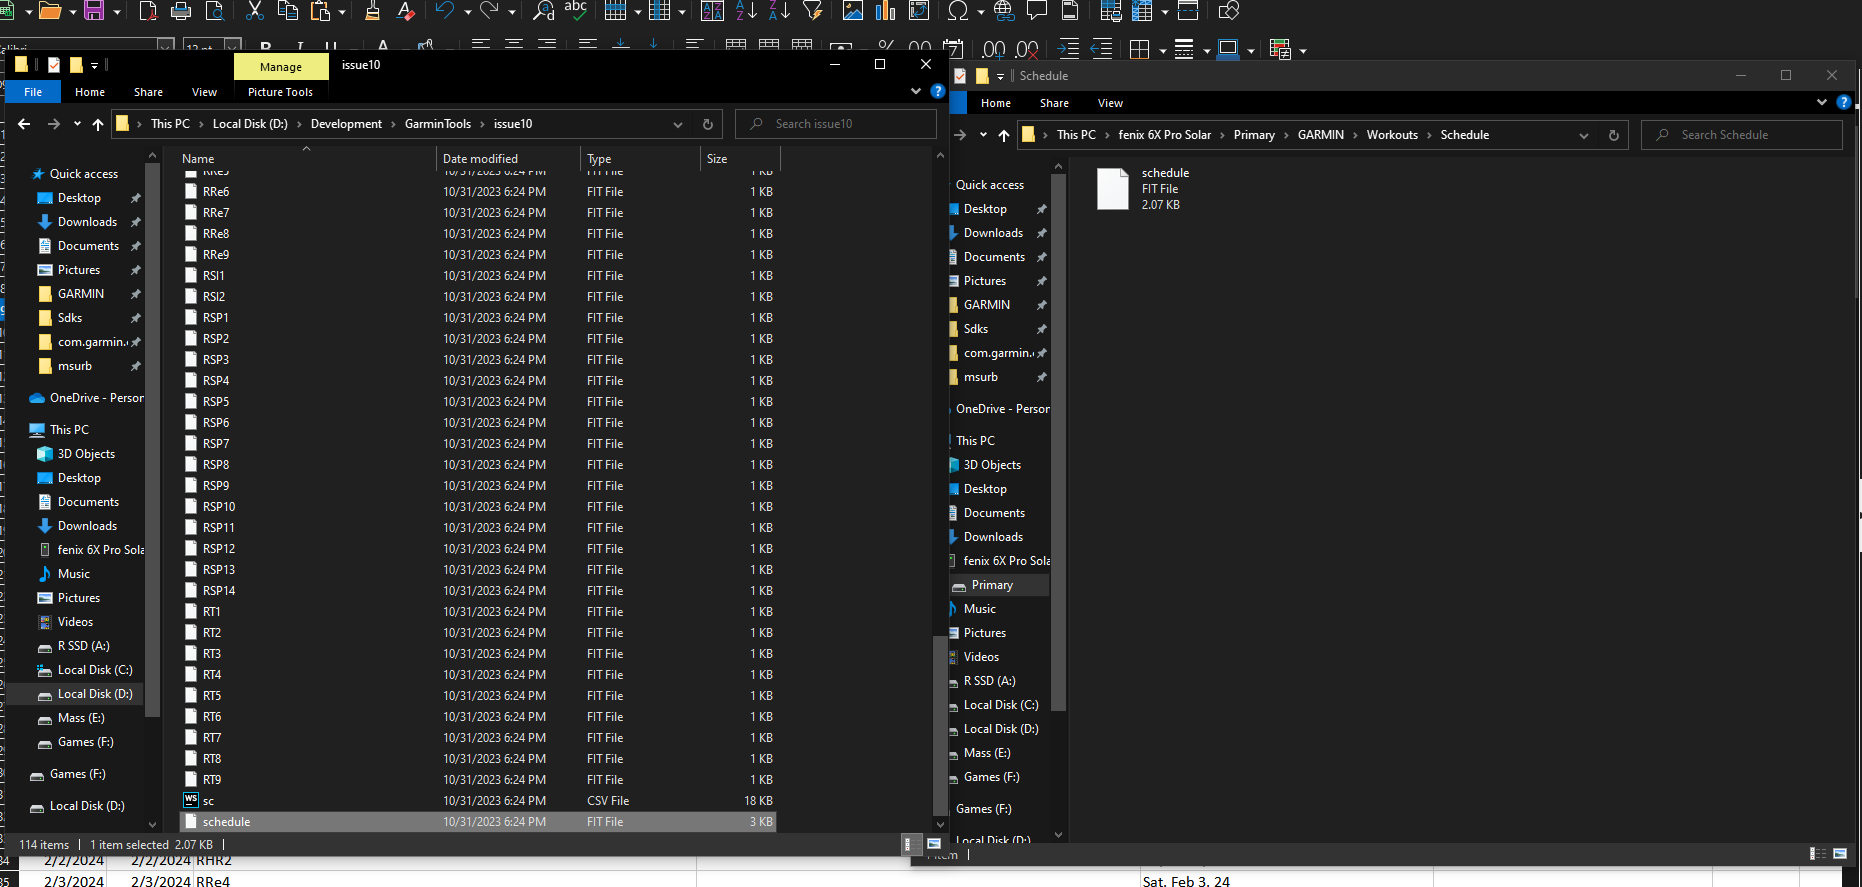 Manage
issue10
File
Home
Share
View
Picture Tools
This PC
Local Disk (D:)
Development
GarminTools
issue10
Search issue10
Name
Date modified
Type
Size
Quick access
Desktop
Downloads
Documents
Pictures
GARMIN
Sdks
com.garmin.
msurb
OneDrive - Person
This PC
3D Objects
Desktop
Documents
Downloads
fenix 6X Pro Sola
Music
Pictures
Videos
R SSD (A:)
Local Disk (C:)
Local Disk (D:)
Mass (E:)
Games (F:)
Games (F:)
Local Disk (D:)
RRe5 10/31/2023 6:24 PM FIT File 1 KB
RRe6 10/31/2023 6:24 PM FIT File 1 KB
RRe7 10/31/2023 6:24 PM FIT File 1 KB
RRe8 10/31/2023 6:24 PM FIT File 1 KB
RRe9 10/31/2023 6:24 PM FIT File 1 KB
RSI1 10/31/2023 6:24 PM FIT File 1 KB
RSI2 10/31/2023 6:24 PM FIT File 1 KB
RSP1 10/31/2023 6:24 PM FIT File 1 KB
RSP2 10/31/2023 6:24 PM FIT File 1 KB
RSP3 10/31/2023 6:24 PM FIT File 1 KB
RSP4 10/31/2023 6:24 PM FIT File 1 KB
RSP5 10/31/2023 6:24 PM FIT File 1 KB
RSP6 10/31/2023 6:24 PM FIT File 1 KB
RSP7 10/31/2023 6:24 PM FIT File 1 KB
RSP8 10/31/2023 6:24 PM FIT File 1 KB
RSP9 10/31/2023 6:24 PM FIT File 1 KB
RSP10 10/31/2023 6:24 PM FIT File 1 KB
RSP11 10/31/2023 6:24 PM FIT File 1 KB
RSP12 10/31/2023 6:24 PM FIT File 1 KB
RSP13 10/31/2023 6:24 PM FIT File 1 KB
RSP14 10/31/2023 6:24 PM FIT File 1 KB
RT1 10/31/2023 6:24 PM FIT File 1 KB
RT2 10/31/2023 6:24 PM FIT File 1 KB
RT3 10/31/2023 6:24 PM FIT File 1 KB
RT4 10/31/2023 6:24 PM FIT File 1 KB
RT5 10/31/2023 6:24 PM FIT File 1 KB
RT6 10/31/2023 6:24 PM FIT File 1 KB
RT7 10/31/2023 6:24 PM FIT File 1 KB
RT8 10/31/2023 6:24 PM FIT File 1 KB
RT9 10/31/2023 6:24 PM FIT File 1 KB
sc 10/31/2023 6:24 PM CSV File 18 KB
schedule 10/31/2023 6:24 PM FIT File 3 KB
114 items
1 item selected 2.07 KB
Schedule
Home
Share
View
This PC
fenix 6X Pro Solar
Primary
GARMIN
Workouts
Schedule
Search Schedule
Quick access
Desktop
Downloads
Documents
Pictures
GARMIN
Sdks
com.garmin.
msurb
OneDrive - Person
This PC
3D Objects
Desktop
Documents
Downloads
fenix 6X Pro Sola
Primary
Music
Pictures
Videos
R SSD (A:)
Local Disk (C:)
Local Disk (D:)
Mass (E:)
Games (F:)
Games (F:)
Local Disk (D:)
schedule
FIT File
2.07 KB
2/2/2024 2/2/2024 RHR2
2/3/2024 2/3/2024 RRe4 Sat. Feb 3. 24